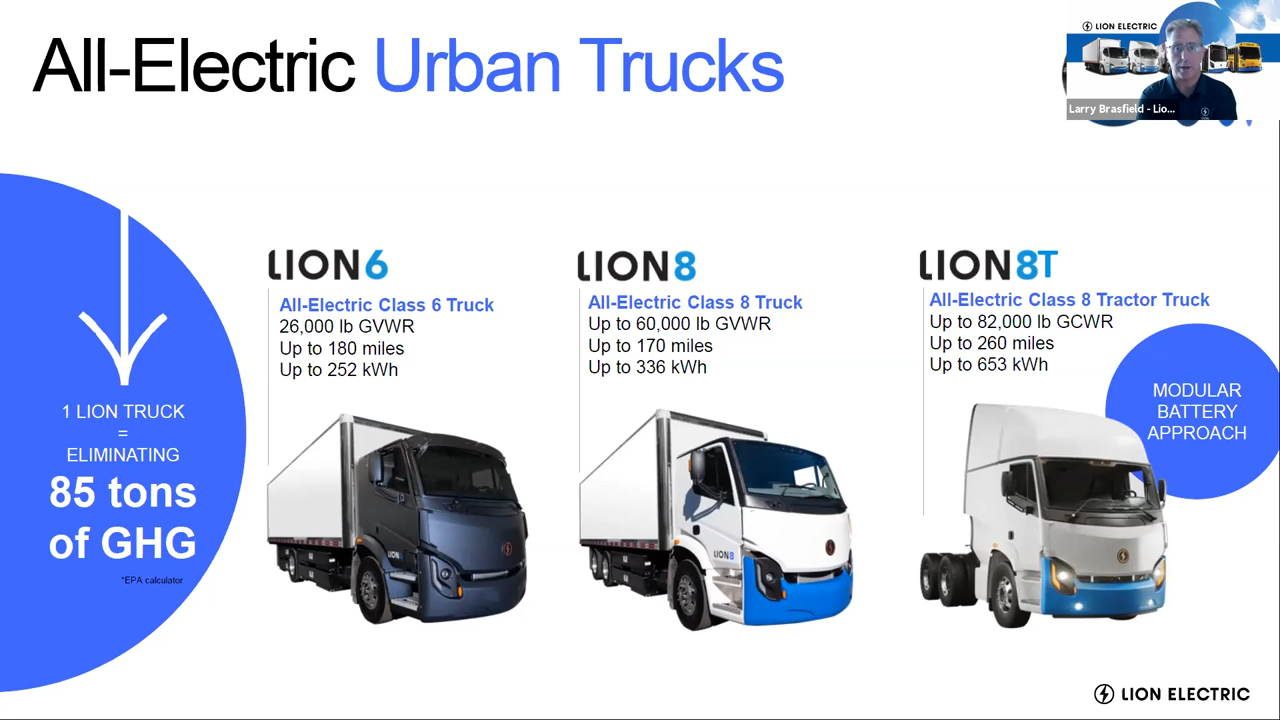 All-Electric Urban Trucks
LION ELECTRIC
Larry Brasfield - Lio...
LION6
All-Electric Class 6 Truck
26,000 lb GVWR
Up to 180 miles
Up to 252 kWh
LION8
All-Electric Class 8 Truck
Up to 60,000 lb GVWR
Up to 170 miles
Up to 336 kWh
LION8T
All-Electric Class 8 Tractor Truck
Up to 82,000 lb GCWR
Up to 260 miles
Up to 653 kWh
1 LION TRUCK
=
ELIMINATING
85 tons
of GHG
*EPA calculator
MODULAR
BATTERY
APPROACH
LION
LION8
LION ELECTRIC